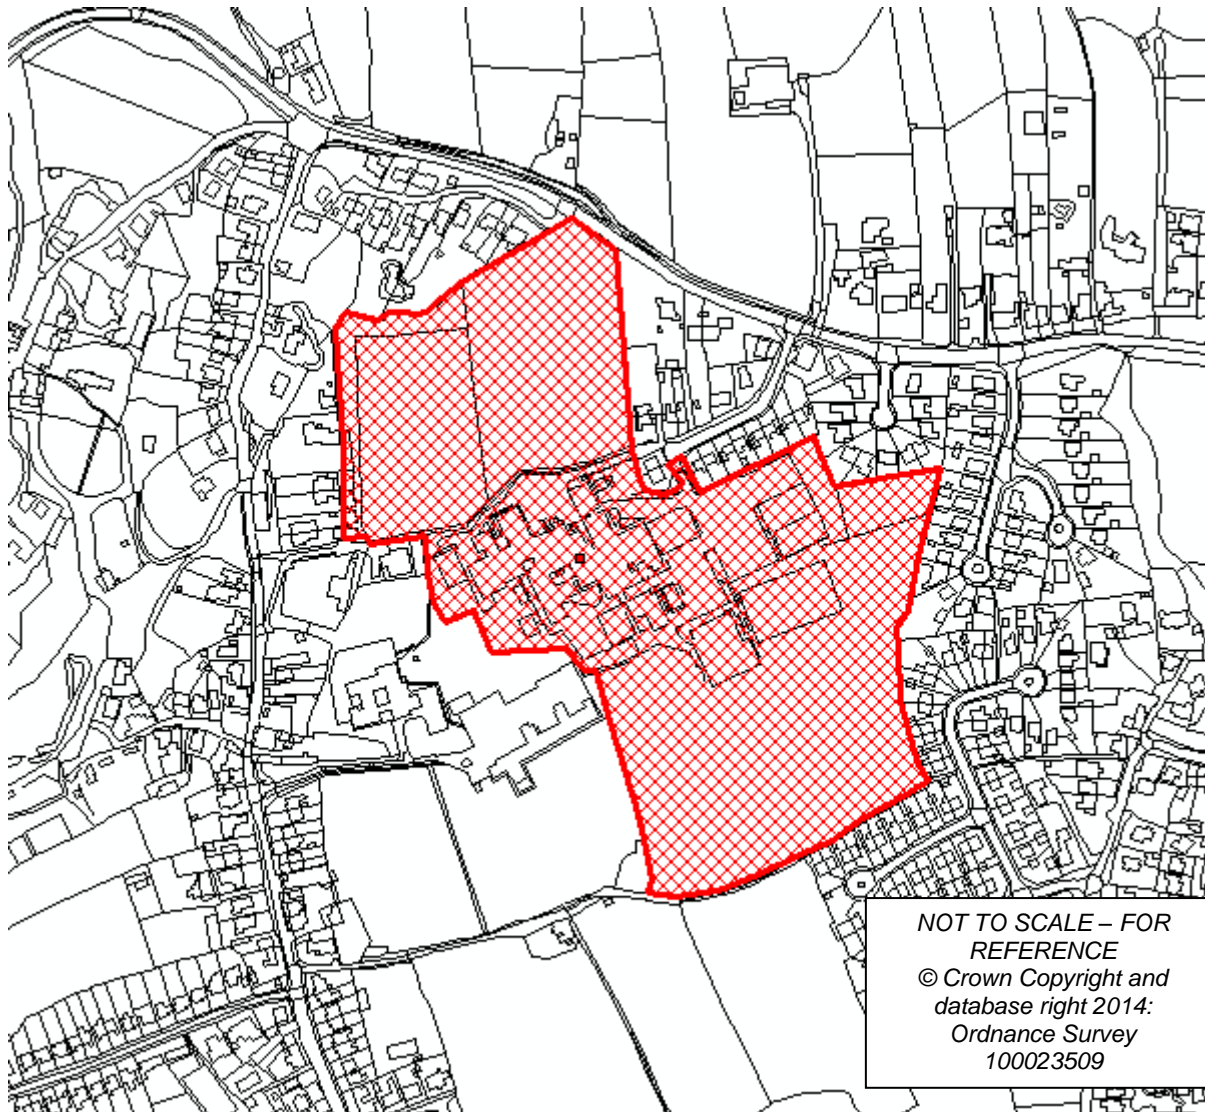 NOT TO SCALE – FOR
REFERENCE
© Crown Copyright and
database right 2014:
Ordnance Survey
100023509